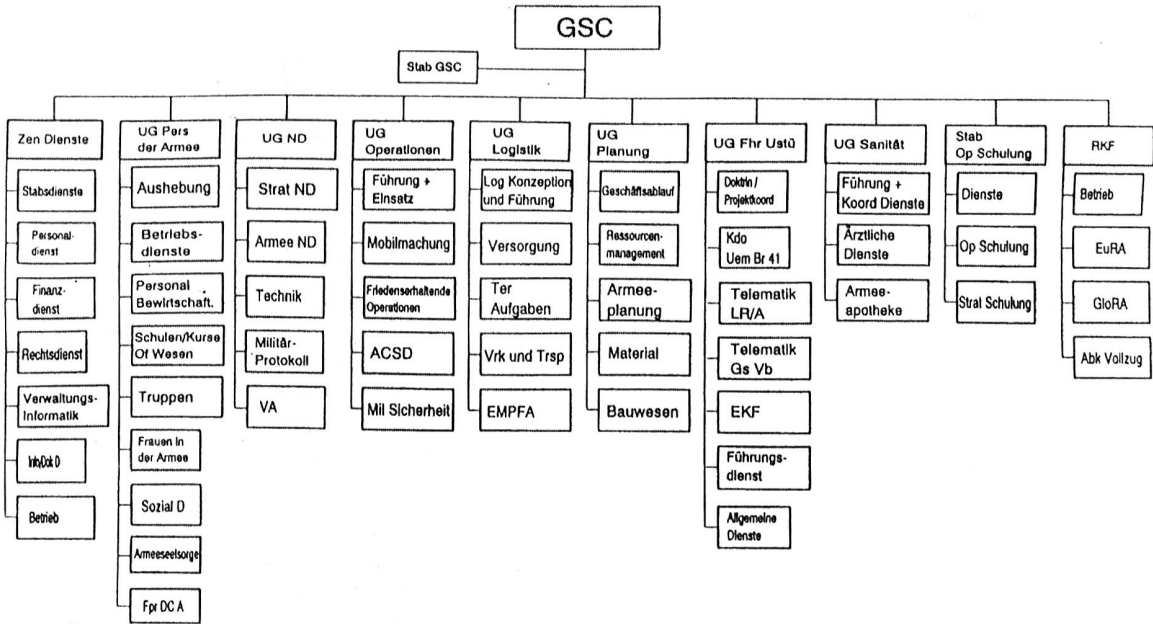 GSC
Stab GSC
Zen Dienste
Stabsdienste
Personal-
dienst
Finanz-
dienst
Rechtsdienst
Verwaltungs-
Informatik
Info/Dok D
Betrieb
UG Pers
der Armee
Aushebung
Betriebs-
dienste
Personal
Bewirtschaft.
Schulen/Kurse
Of Wesen
Truppen
Frauen in
der Armee
Sozial D
Armeeseelsorge
Fpr DC A
UG ND
Strat ND
Armee ND
Technik
Militär-
Protokoll
VA
UG
Operationen
Führung +
Einsatz
Mobilmachung
Friedenserhaltende
Operationen
ACSD
Mil Sicherheit
UG
Logistik
Log Konzeption
und Führung
Versorgung
Ter
Aufgaben
Vrk und Trsp
EMPFA
UG
Planung
Geschäftsablauf
Ressourcen-
management
Armee-
planung
Material
Bauwesen
UG Fhr Ustü
Doktrin /
Projektkoord
Kdo
Uem Br 41
Telematik
LR/A
Telematik
Gs Vb
EKF
Führungs-
dienst
Allgemeine
Dienste
UG Sanität
Führung +
Koord Dienste
Ärztliche
Dienste
Armee-
apotheke
Stab
Op Schulung
Dienste
Op Schulung
Strat Schulung
RKF
Betrieb
EuRA
GloRA
Abk Vollzug